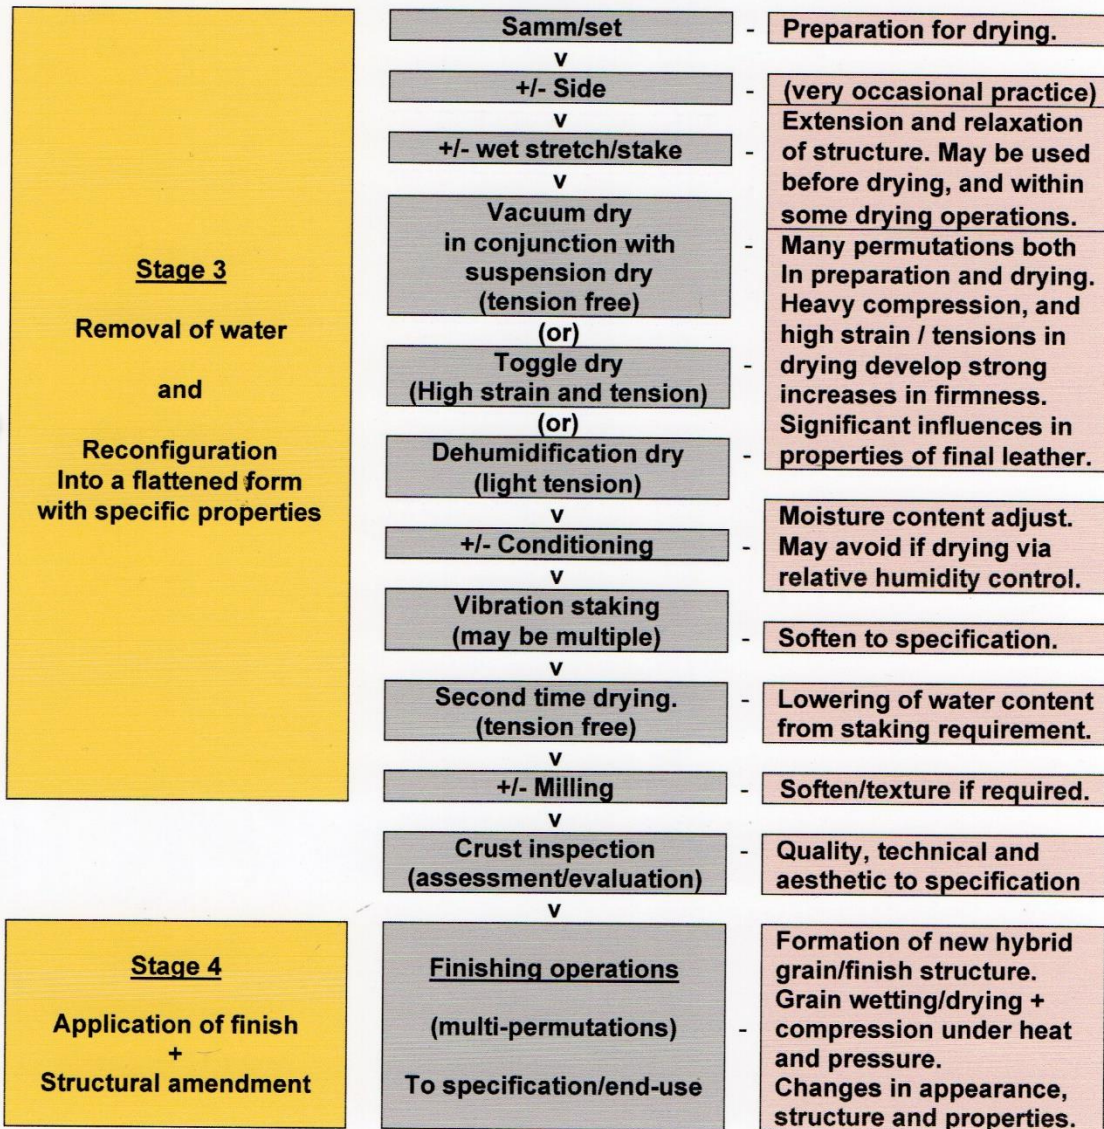 Stage 3
Removal of water
and
Reconfiguration
Into a flattened form
with specific properties
Samm/set
-
Preparation for drying.
v
+/- Side
-
(very occasional practice)
v
+/- wet stretch/stake
-
Extension and relaxation
of structure. May be used
before drying, and within
some drying operations.
v
Vacuum dry
in conjunction with
suspension dry
(tension free)
-
(or)
Toggle dry
(High strain and tension)
-
(or)
Dehumidification dry
(light tension)
-
Many permutations both
In preparation and drying.
Heavy compression, and
high strain / tensions in
drying develop strong
increases in firmness.
Significant influences in
properties of final leather.
v
+/- Conditioning
-
Moisture content adjust.
May avoid if drying via
relative humidity control.
v
Vibration staking
(may be multiple)
-
Soften to specification.
v
Second time drying.
(tension free)
-
Lowering of water content
from staking requirement.
v
+/- Milling
-
Soften/texture if required.
v
Crust inspection
(assessment/evaluation)
-
Quality, technical and
aesthetic to specification
v
Stage 4
Application of finish
+
Structural amendment
Finishing operations
(multi-permutations)
To specification/end-use
-
Formation of new hybrid
grain/finish structure.
Grain wetting/drying +
compression under heat
and pressure.
Changes in appearance,
structure and properties.